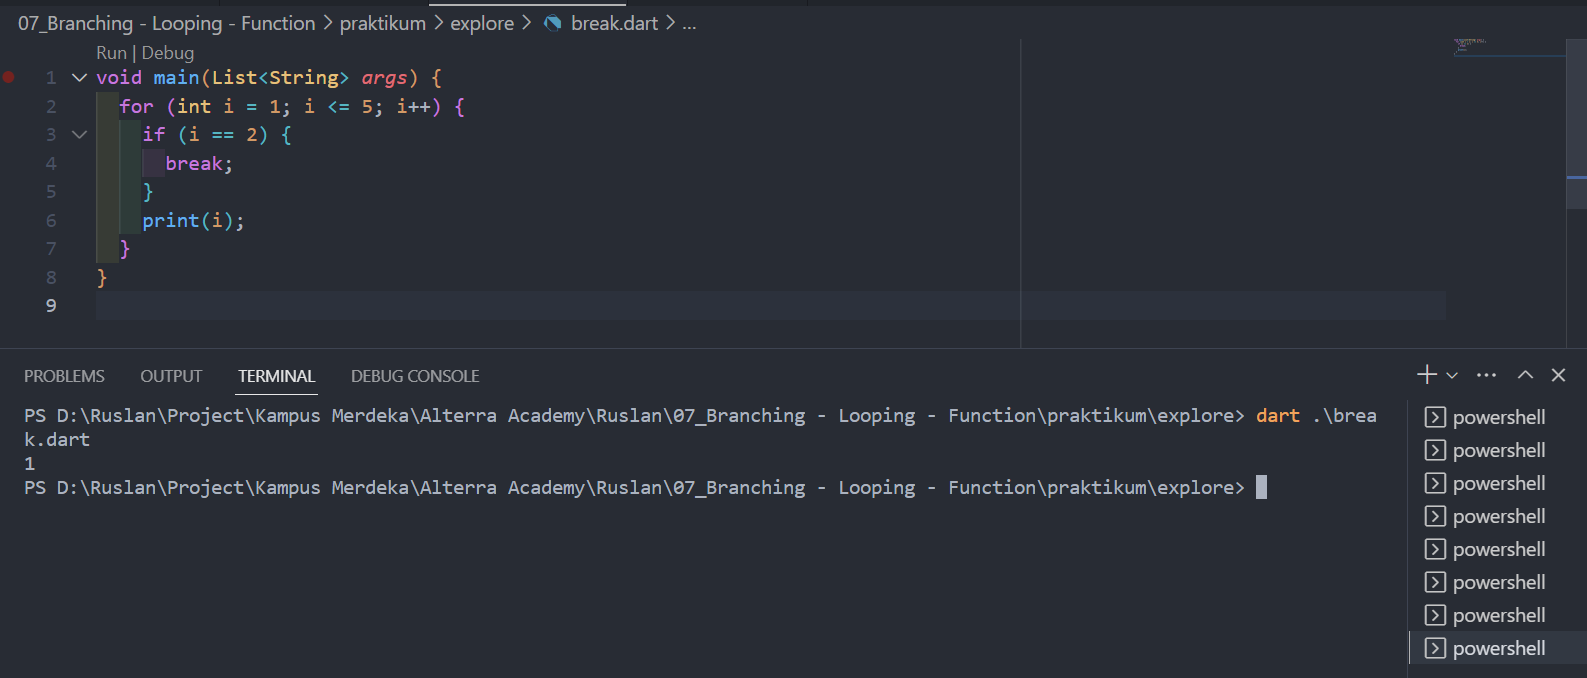 07_Branching - Looping - Function > praktikum > explore > break.dart > ...
Run | Debug
1 void main(List<String> args) {
2 for (int i = 1; i <= 5; i++) {
3 if (i == 2) {
4 break;
5 }
6 print(i);
7 }
8 }
9
PROBLEMS OUTPUT TERMINAL DEBUG CONSOLE
PS D:\Ruslan\Project\Kampus Merdeka\Alterra Academy\Ruslan\07_Branching - Looping - Function\praktikum\explore> dart .\brea
k.dart
1
PS D:\Ruslan\Project\Kampus Merdeka\Alterra Academy\Ruslan\07_Branching - Looping - Function\praktikum\explore>
powershell
powershell
powershell
powershell
powershell
powershell
powershell
powershell